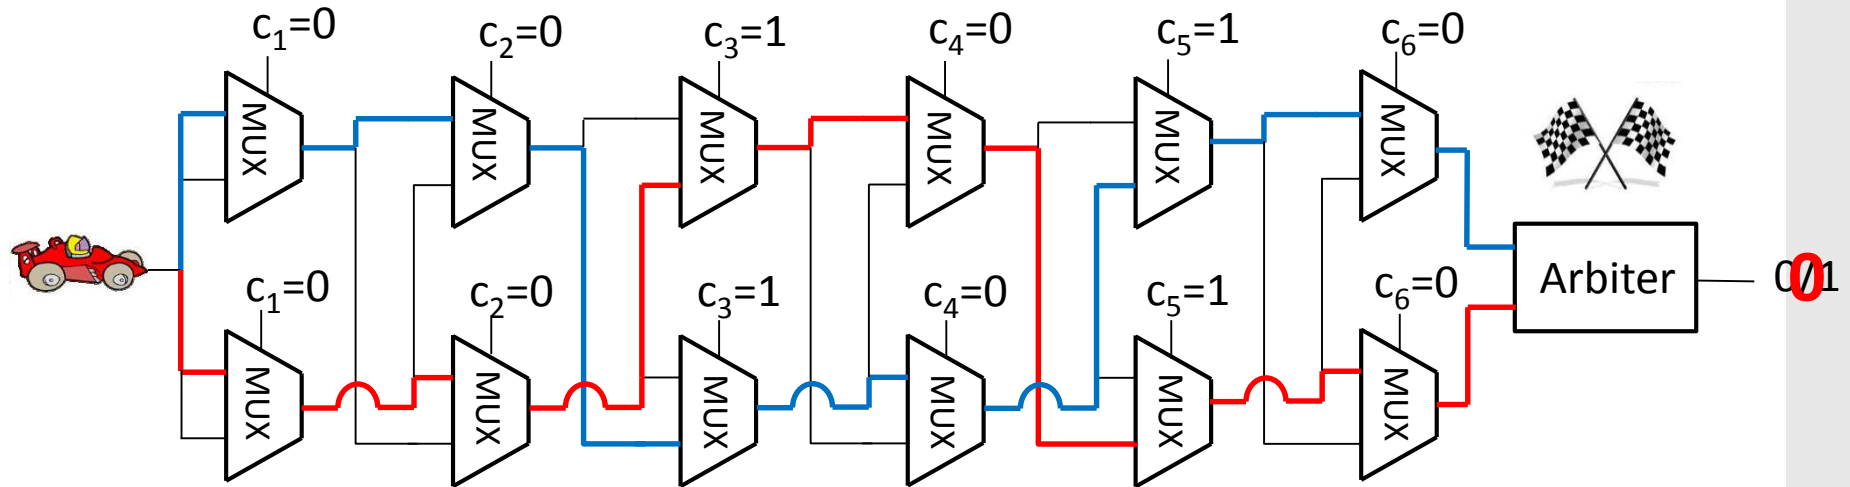 c₁=0
c₂=0
c₃=1
c₄=0
c₅=1
c₆=0
MUX
MUX
MUX
MUX
MUX
MUX
c₁=0
c₂=0
c₃=1
c₄=0
c₅=1
c₆=0
Arbiter
0/1
0
MUX
MUX
MUX
MUX
MUX
MUX